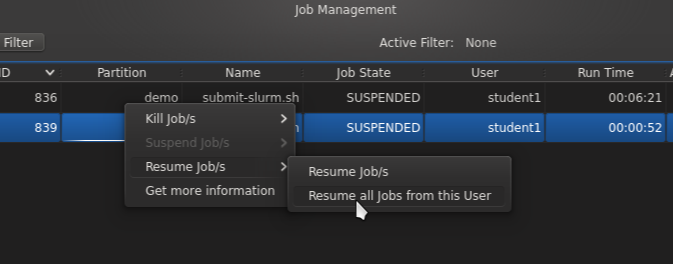 Job Management
Filter
Active Filter: None
Partition Name Job State User Run Time
836 demo submit-slurm.sh SUSPENDED student1 00:06:21
839 SUSPENDED student1 00:00:52
Kill Job/s
Suspend Job/s
Resume Job/s
Get more information
Resume Job/s
Resume all Jobs from this User